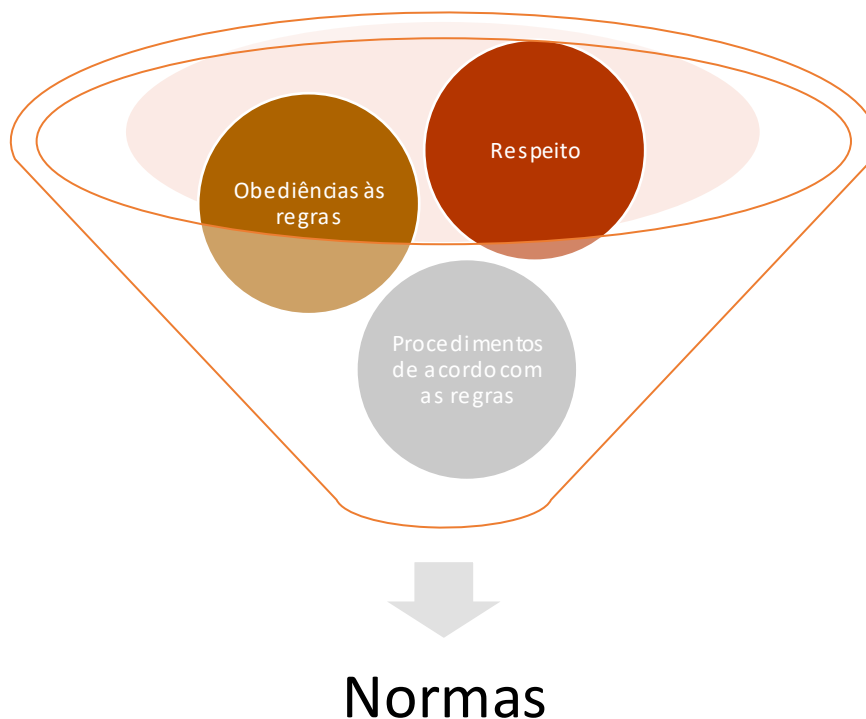 Respeito
Obediências às
regras
Procedimentos
de acordo com
as regras
Normas